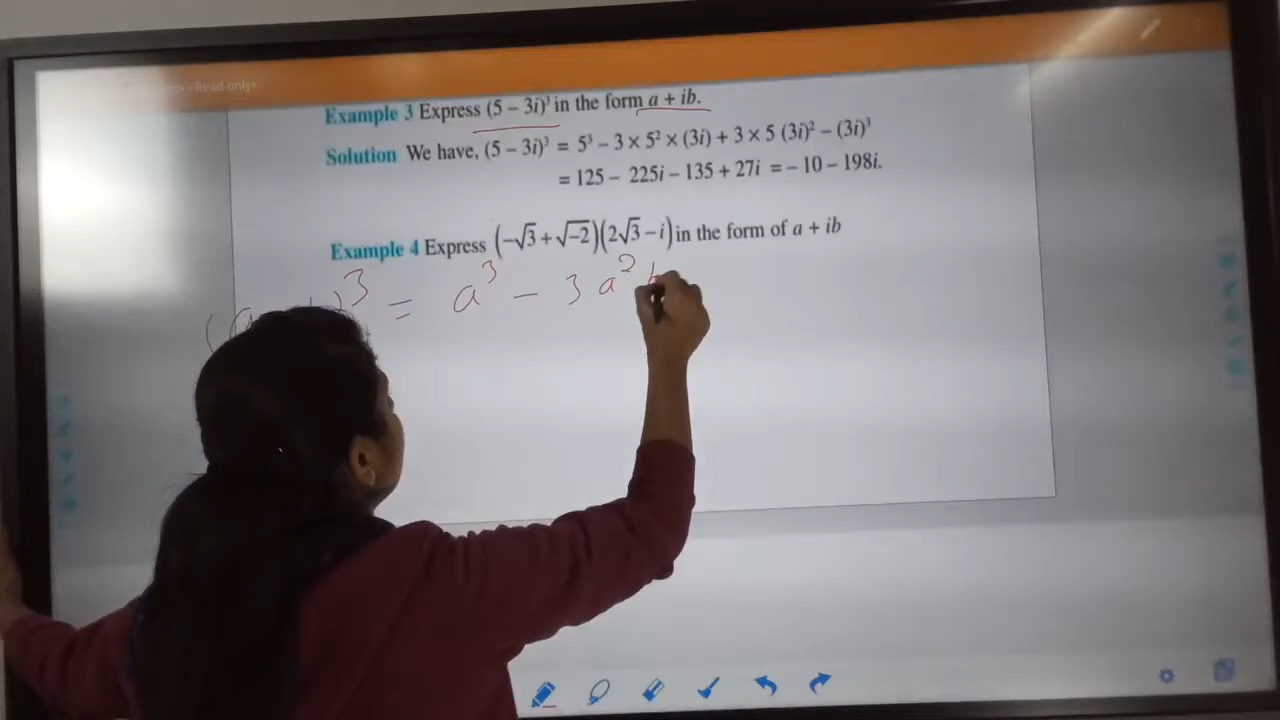 Read-only
Example 3 Express (5 – 3i)³ in the form a + ib.
Solution We have, (5 – 3i)³ = 5³ – 3 × 5² × (3i) + 3 × 5 (3i)² – (3i)³
= 125 – 225i – 135 + 27i = – 10 – 198i.
Example 4 Express (–√3 + √–2)(2√3 – i) in the form of a + ib
)³ = a³ – 3a²